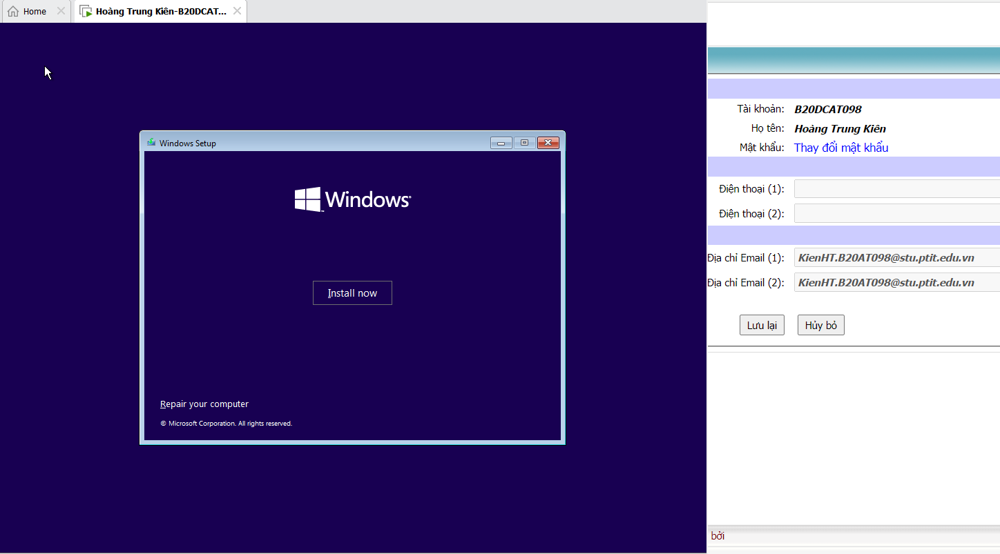 Home
Hoàng Trung Kiên-B20DCAT...
Windows Setup
Windows
Install now
Repair your computer
© Microsoft Corporation. All rights reserved.
Tài khoản: B20DCAT098
Họ tên: Hoàng Trung Kiên
Mật khẩu: Thay đổi mật khẩu
Điện thoại (1):
Điện thoại (2):
Địa chỉ Email (1): KienHT.B20AT098@stu.ptit.edu.vn
Địa chỉ Email (2): KienHT.B20AT098@stu.ptit.edu.vn
Lưu lại Hủy bỏ
bởi